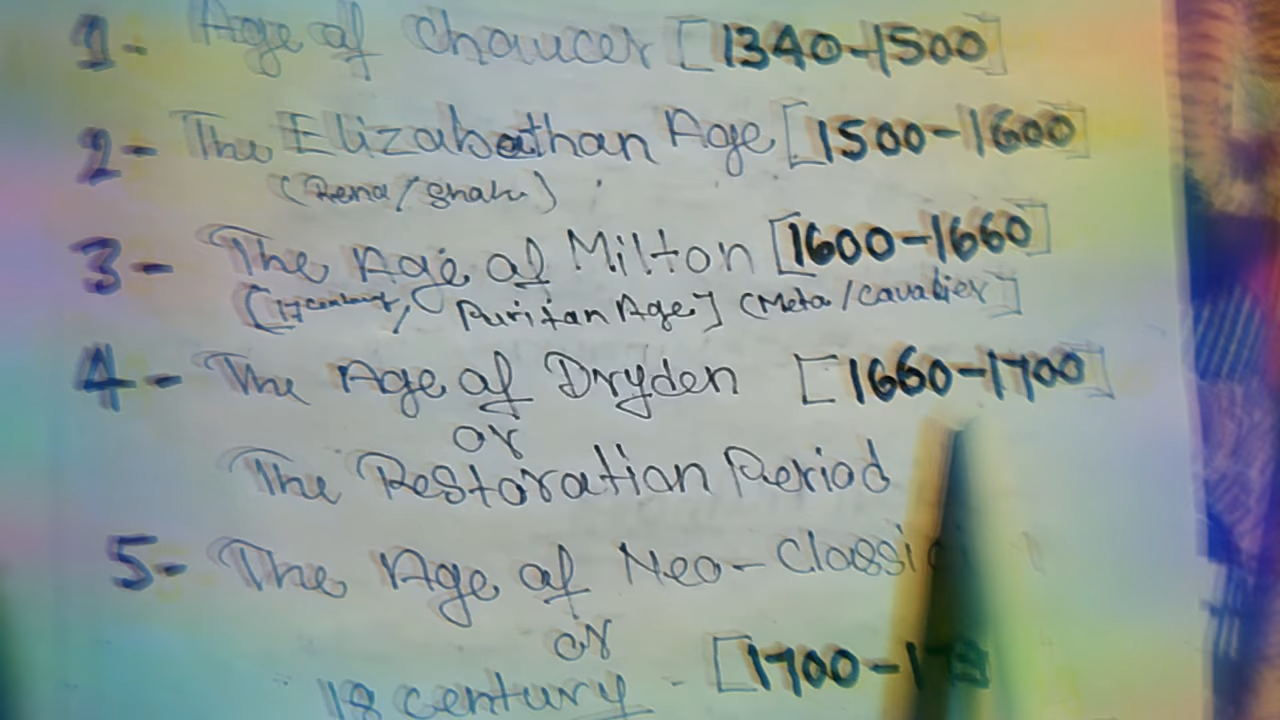 1- Age of Chaucer [1340-1500]
2- The Elizabethan Age [1500-1600]
(Rena/Shak)
3- The Age of Milton [1600-1660]
[17century, Puritan Age] (Meta/cavalier]
4- The Age of Dryden [1660-1700]
or
The Restoration Period
5- The Age of Neo-Classi
or
18 century - [1700-17